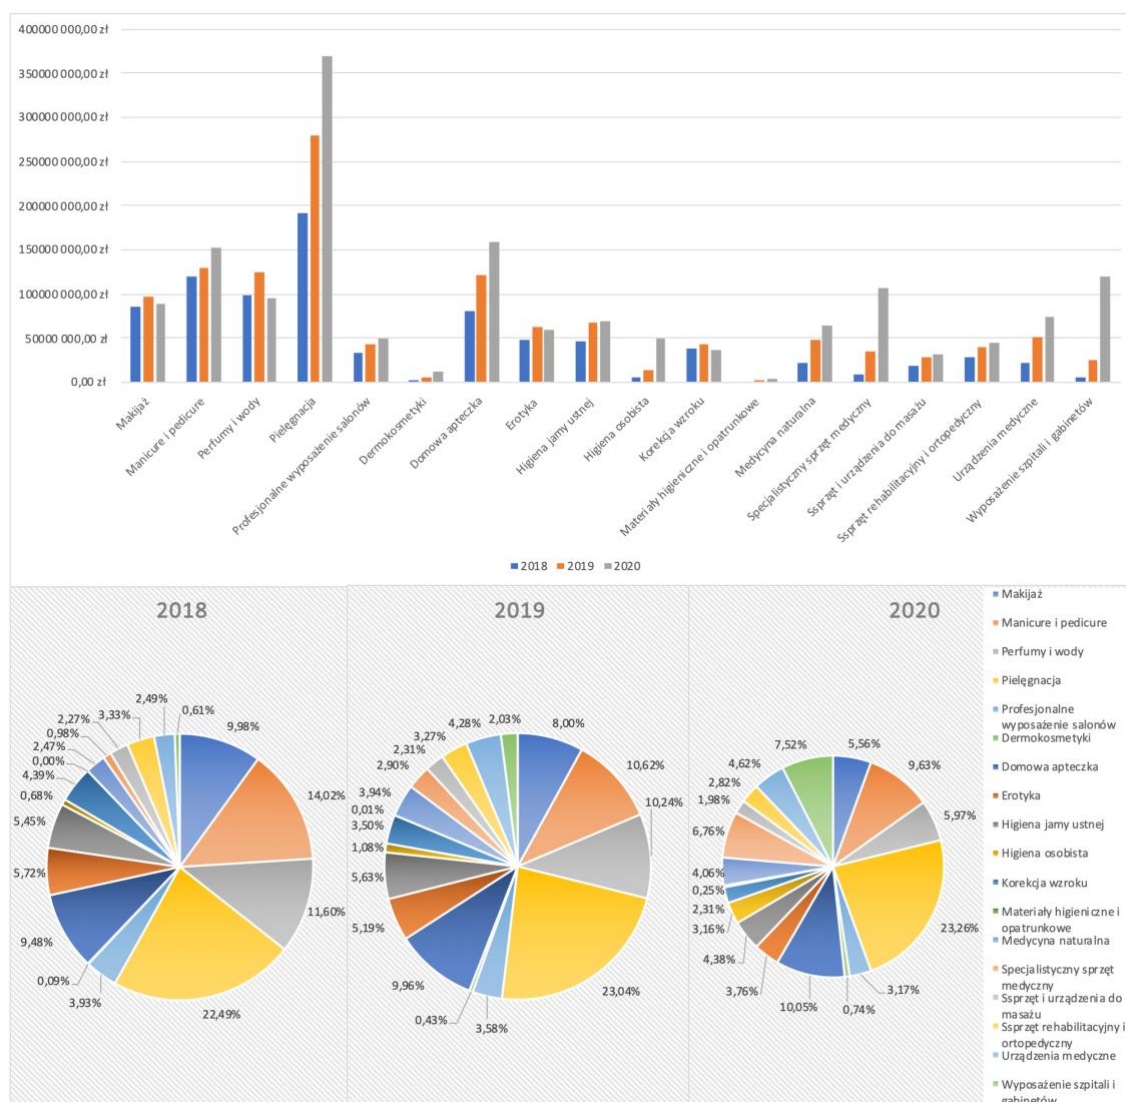 400000 000,00 zł
350000 000,00 zł
300000 000,00 zł
250000 000,00 zł
200000 000,00 zł
150000 000,00 zł
100000 000,00 zł
50000 000,00 zł
0,00 zł
Makijaż
Manicure i pedicure
Perfumy i wody
Pielęgnacja
Profesjonalne wyposażenie salonów
Dermokosmetyki
Domowa apteczka
Erotyka
Higiena jamy ustnej
Higiena osobista
Korekcja wzroku
Materiały higieniczne i opatrunkowe
Medycyna naturalna
Specjalistyczny sprzęt medyczny
Ssprzęt i urządzenia do masażu
Ssprzęt rehabilitacyjny i ortopedyczny
Urządzenia medyczne
Wyposażenie szpitali i gabinetów
2018 2019 2020
2018
9,98%
14,02%
11,60%
22,49%
3,93%
0,09%
9,48%
5,72%
5,45%
0,68%
4,39%
0,00%
2,47%
0,98%
2,27%
3,33%
2,49%
0,61%
2019
8,00%
10,62%
10,24%
23,04%
3,58%
0,43%
9,96%
5,19%
5,63%
1,08%
3,50%
0,01%
3,94%
2,90%
2,31%
3,27%
4,28%
2,03%
2020
5,56%
9,63%
5,97%
23,26%
3,17%
0,74%
10,05%
3,76%
4,38%
3,16%
2,31%
0,25%
4,06%
6,76%
1,98%
2,82%
4,62%
7,52%
Makijaż
Manicure i pedicure
Perfumy i wody
Pielęgnacja
Profesjonalne
wyposażenie salonów
Dermokosmetyki
Domowa apteczka
Erotyka
Higiena jamy ustnej
Higiena osobista
Korekcja wzroku
Materiały higieniczne i
opatrunkowe
Medycyna naturalna
Specjalistyczny sprzęt
medyczny
Ssprzęt i urządzenia do
masażu
Ssprzęt rehabilitacyjny i
ortopedyczny
Urządzenia medyczne
Wyposażenie szpitali i
gabinetów